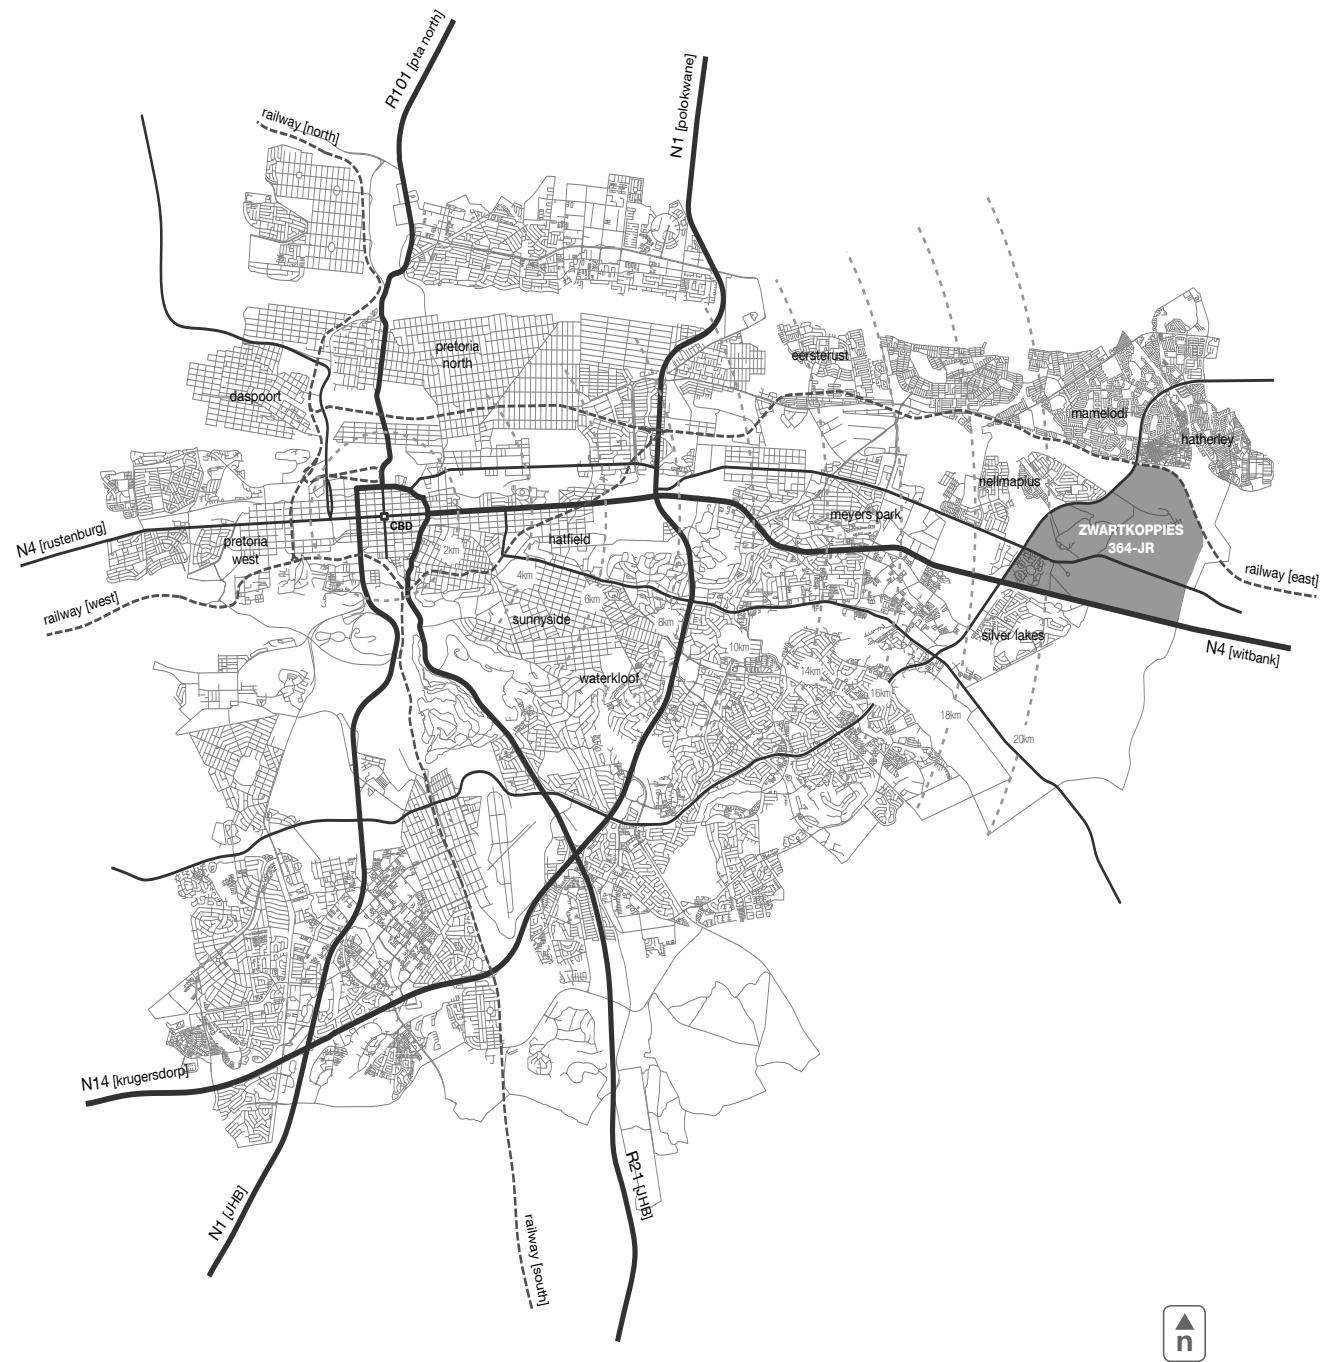 R101 [pta north]
N1 [polokwane]
railway [north]
pretoria
north
eersterust
daspoort
mamelodi
hatherley
nellmapius
meyers park
N4 [rustenburg]
CBD
ZWARTKOPPIES
364-JR
pretoria
west
hatfield
2km
4km
railway [east]
railway [west]
6km
sunnyside
8km
silver lakes
10km
N4 [witbank]
14km
waterkloof
16km
18km
20km
N14 [krugersdorp]
N1 [JHB]
R21 [JHB]
railway [south]
n